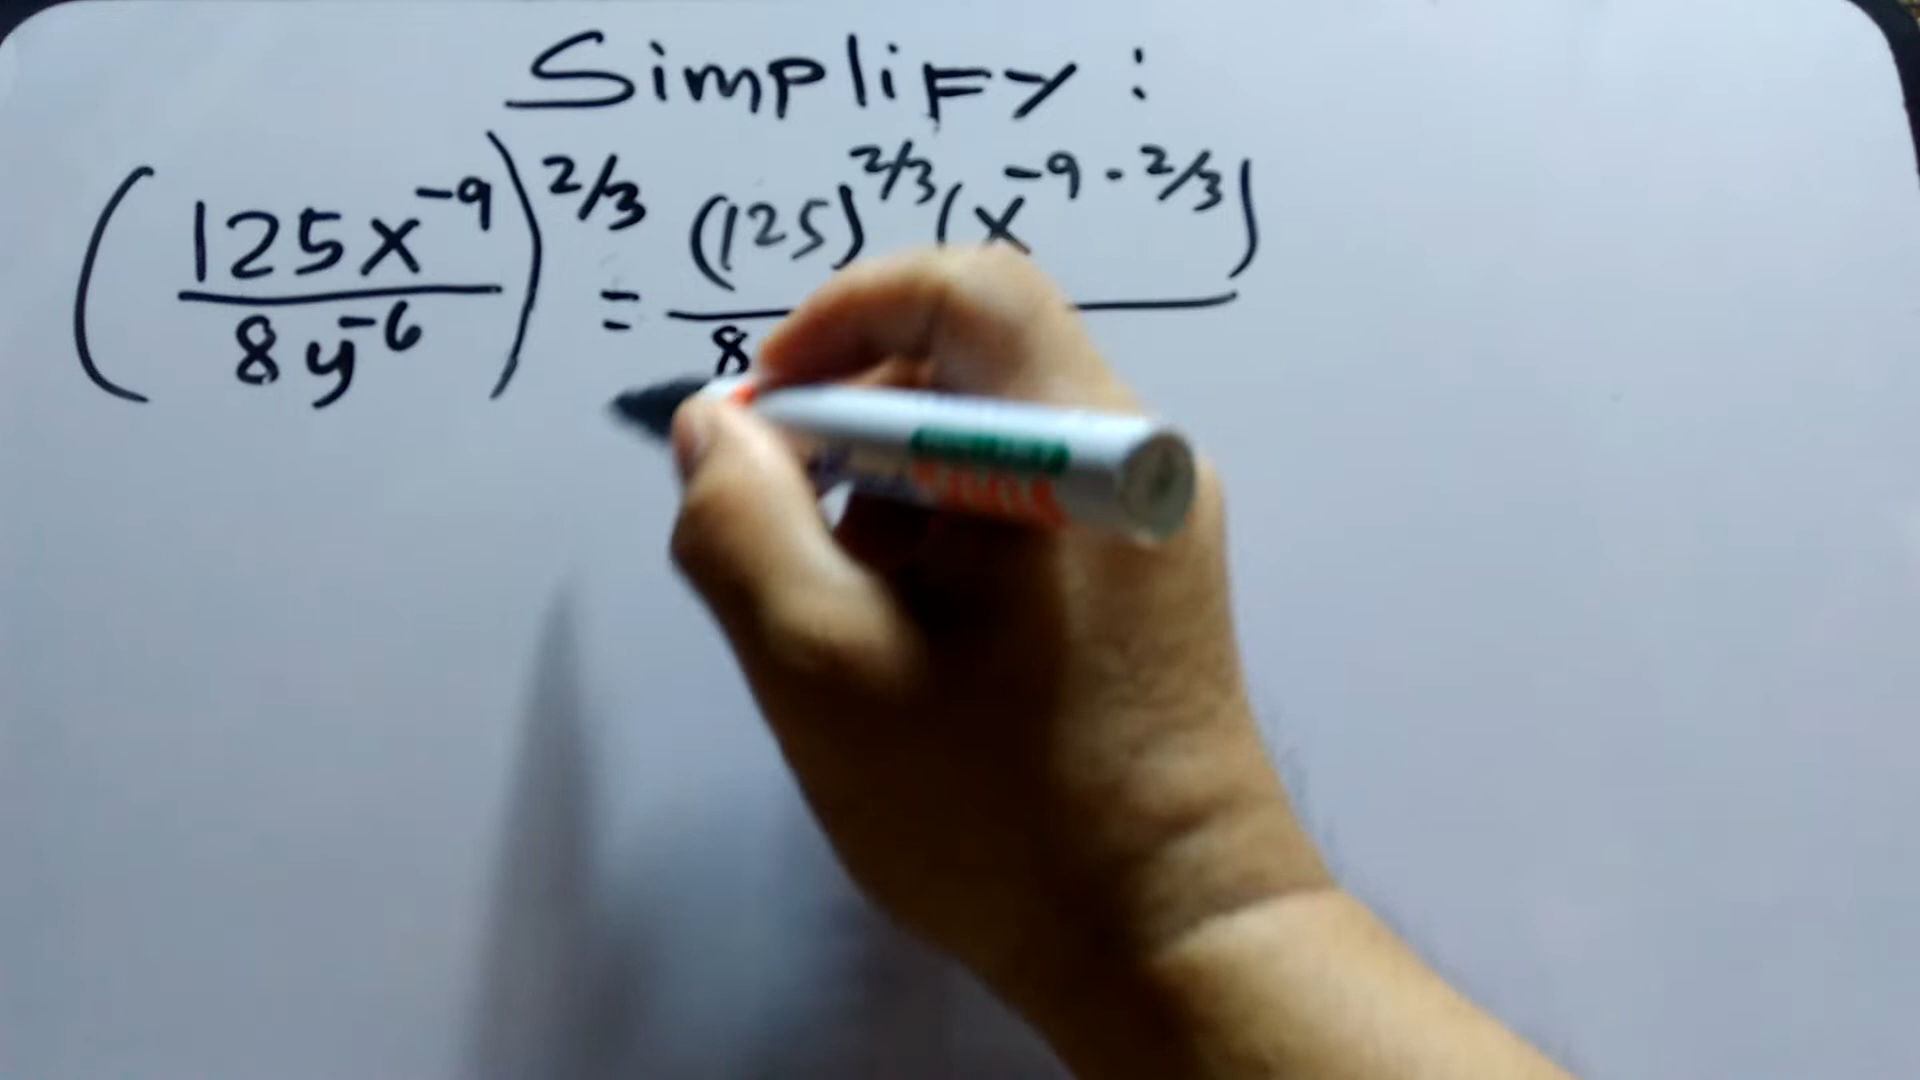 Simplify:
(125x^-9 / 8y^-6)^2/3 = (125)^2/3 (x^-9 · 2/3) / 8